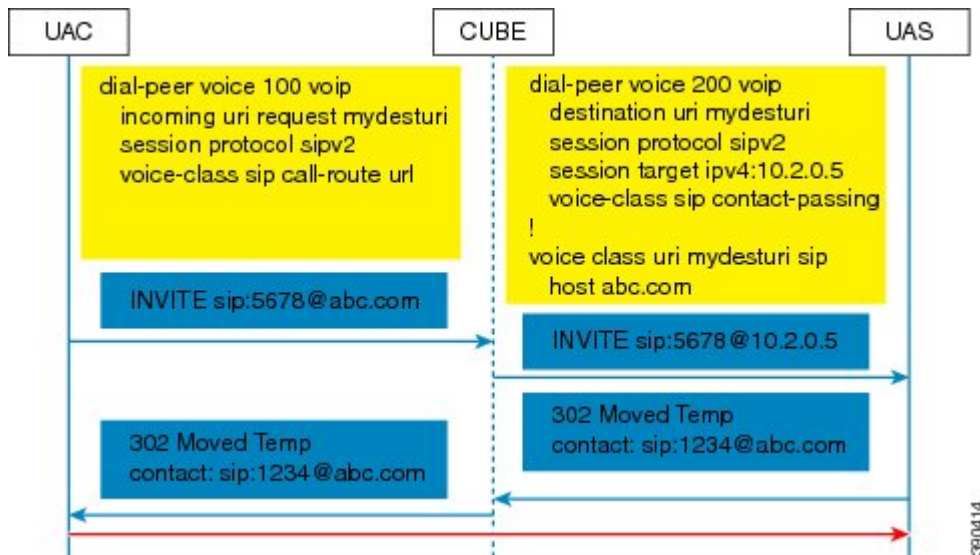 UAC
CUBE
UAS
dial-peer voice 100 voip
incoming uri request mydesturi
session protocol sipv2
voice-class sip call-route url
dial-peer voice 200 voip
destination uri mydesturi
session protocol sipv2
session target ipv4:10.2.0.5
voice-class sip contact-passing
!
voice class uri mydesturi sip
host abc.com
INVITE sip:5678@abc.com
INVITE sip:5678@10.2.0.5
302 Moved Temp
contact: sip:1234@abc.com
302 Moved Temp
contact: sip:1234@abc.com